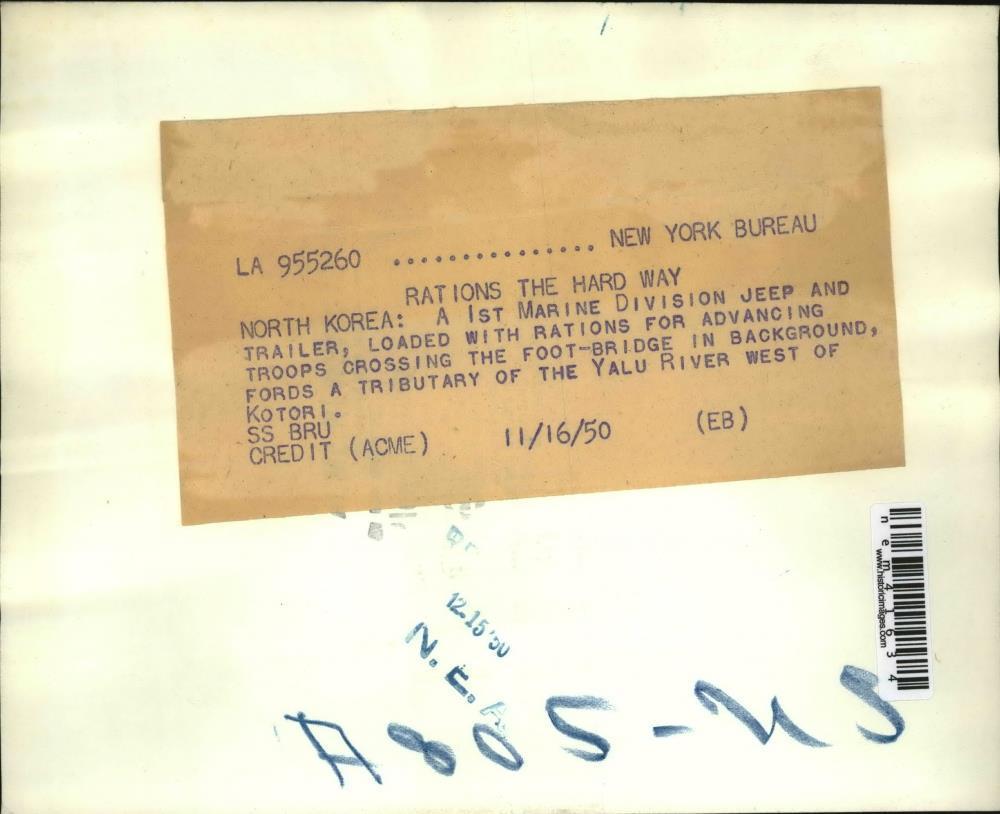 LA 955260 ............... NEW YORK BUREAU
RATIONS THE HARD WAY
NORTH KOREA: A 1ST MARINE DIVISION JEEP AND
TRAILER, LOADED WITH RATIONS FOR ADVANCING
TROOPS CROSSING THE FOOT-BRIDGE IN BACKGROUND,
FORDS A TRIBUTARY OF THE YALU RIVER WEST OF
KOTORI.
SS BRU
CREDIT (ACME) 11/16/50 (EB)
nem41634
www.historicimages.com
12-15'50
N. E. A.
A805-US